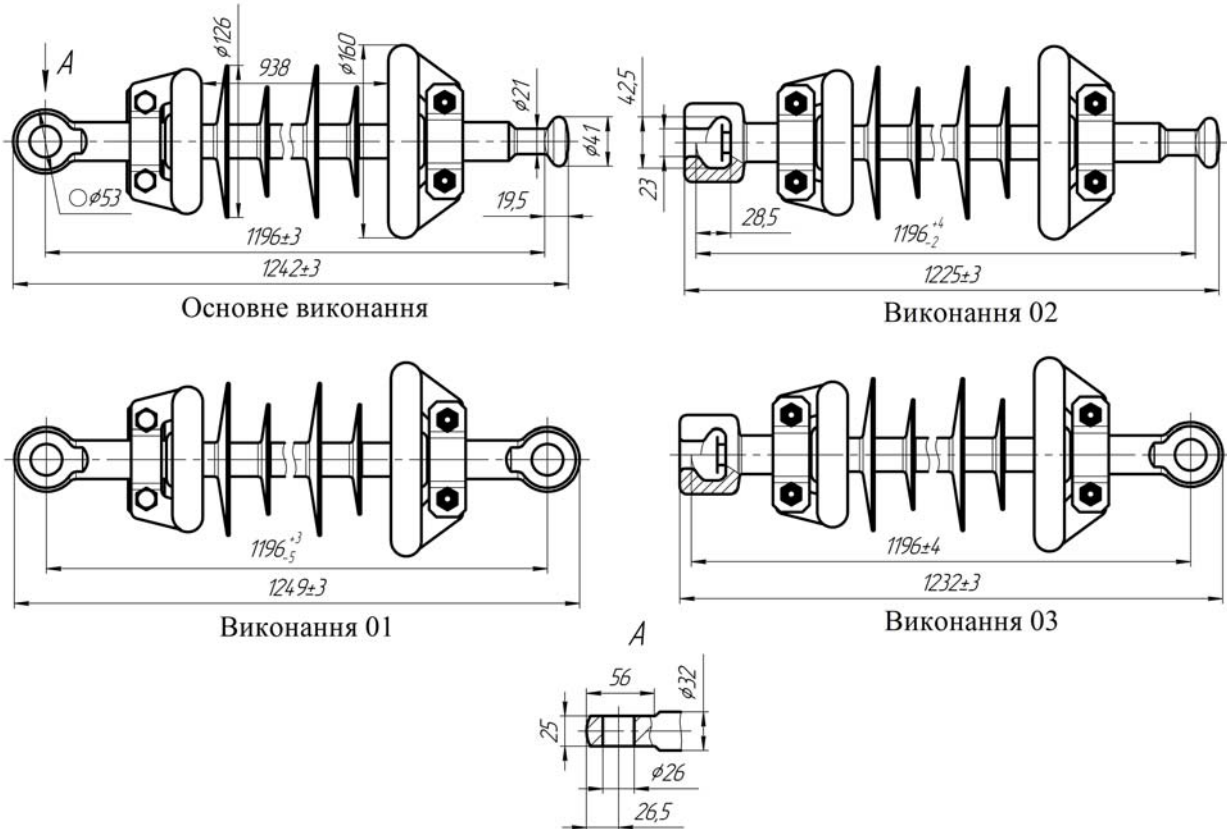 A
φ126
938
φ160
φ21
φ41
○φ53
19,5
1196±3
1242±3
Основне виконання
42,5
23
28,5
1196 +4 -2
1225±3
Виконання 02
1196 +3 -5
1249±3
Виконання 01
1196±4
1232±3
Виконання 03
A
56
φ32
25
φ26
26,5